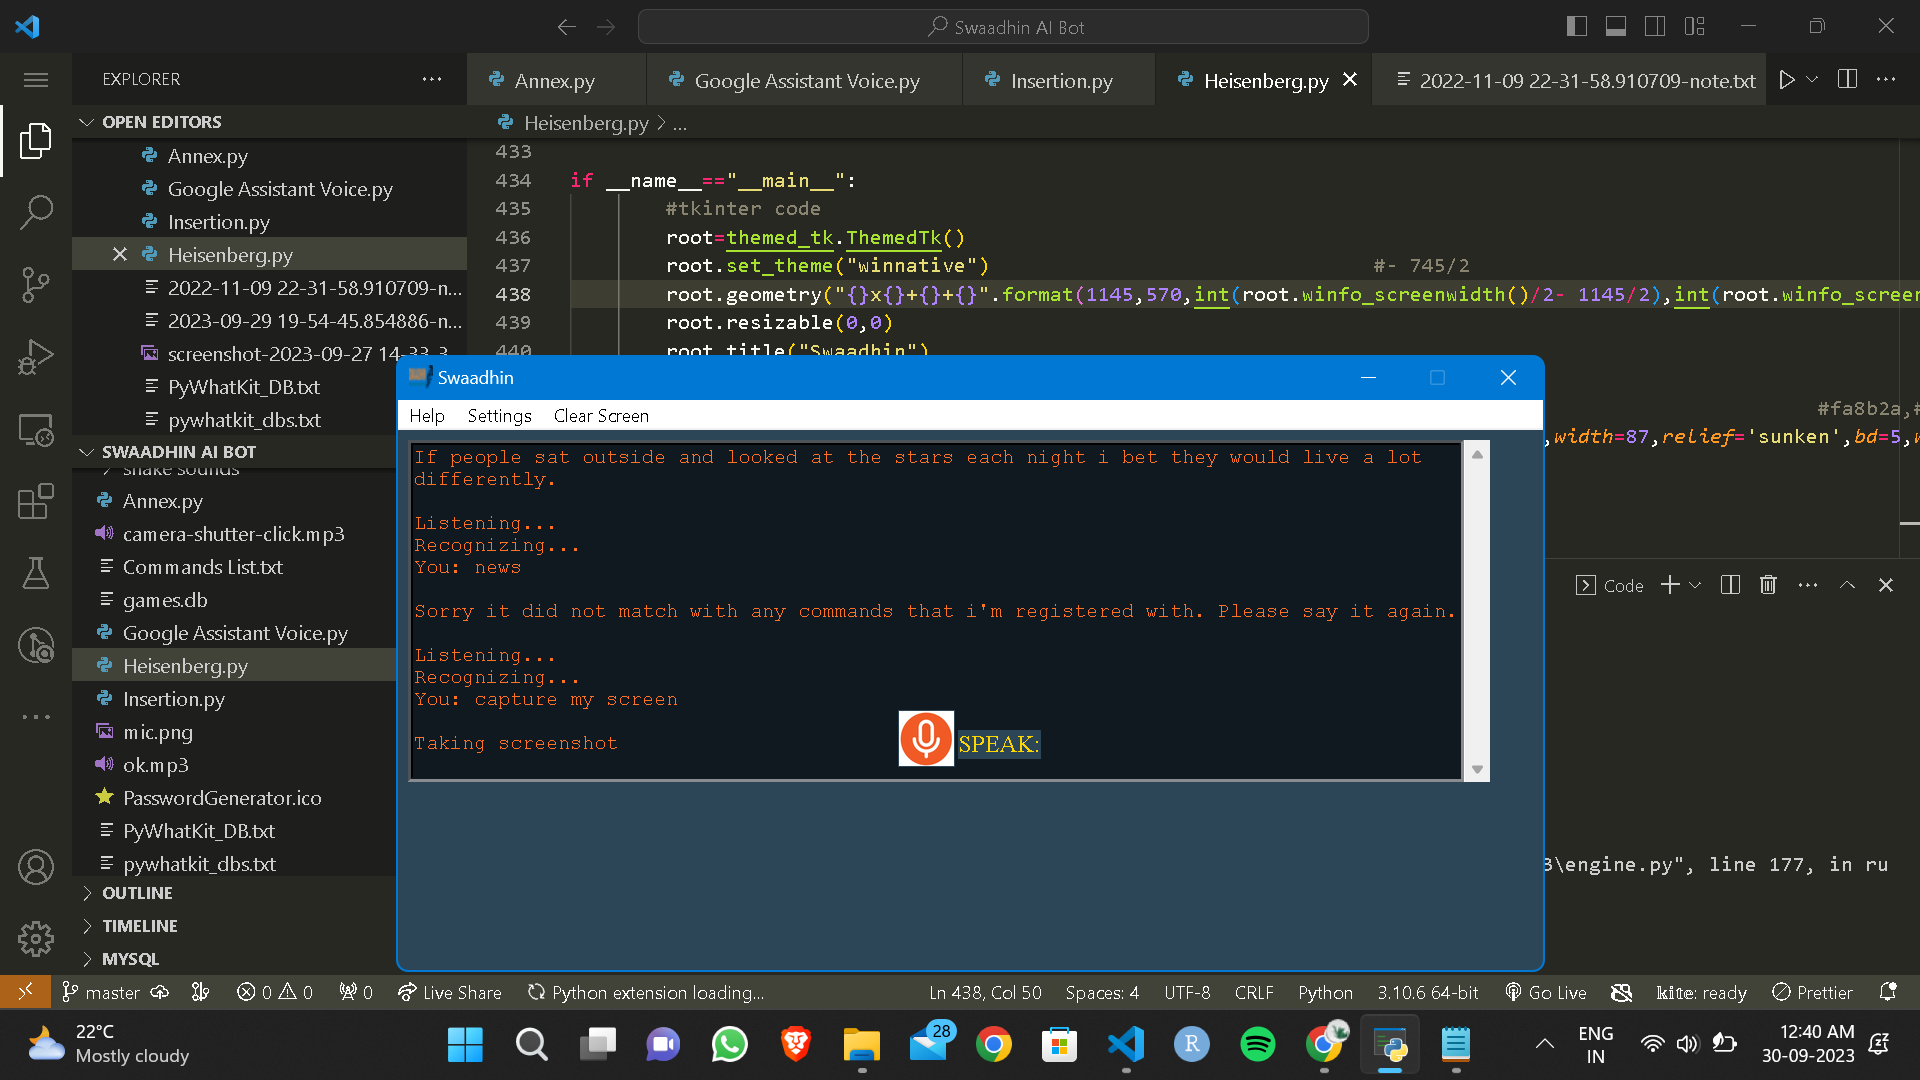 Swaadhin AI Bot
EXPLORER
Annex.py
Google Assistant Voice.py
Insertion.py
Heisenberg.py
2022-11-09 22-31-58.910709-note.txt
OPEN EDITORS
Annex.py
Google Assistant Voice.py
Insertion.py
Heisenberg.py
2022-11-09 22-31-58.910709-n...
2023-09-29 19-54-45.854886-n...
screenshot-2023-09-27 14-33-3
PyWhatKit_DB.txt
pywhatkit_dbs.txt
SWAADHIN AI BOT
snake sounds
Annex.py
camera-shutter-click.mp3
Commands List.txt
games.db
Google Assistant Voice.py
Heisenberg.py
Insertion.py
mic.png
ok.mp3
PasswordGenerator.ico
PyWhatKit_DB.txt
pywhatkit_dbs.txt
OUTLINE
TIMELINE
MYSQL
Heisenberg.py > ...
433
434 if __name__=="__main__":
435 #tkinter code
436 root=themed_tk.ThemedTk()
437 root.set_theme("winnative") #- 745/2
438 root.geometry("{}x{}+{}+{}".format(1145,570,int(root.winfo_screenwidth()/2- 1145/2),int(root.winfo_screen
439 root.resizable(0,0)
440 root.title("Swaadhin")
#fa8b2a,#
,width=87,relief='sunken',bd=5,w
Code
3\engine.py", line 177, in ru
Swaadhin
Help Settings Clear Screen
If people sat outside and looked at the stars each night i bet they would live a lot
differently.
Listening...
Recognizing...
You: news
Sorry it did not match with any commands that i'm registered with. Please say it again.
Listening...
Recognizing...
You: capture my screen
Taking screenshot
SPEAK:
master 0 0 0 Live Share Python extension loading... Ln 438, Col 50 Spaces: 4 UTF-8 CRLF Python 3.10.6 64-bit Go Live kite: ready Prettier
22°C
Mostly cloudy
28
R
ENG
IN
12:40 AM
30-09-2023